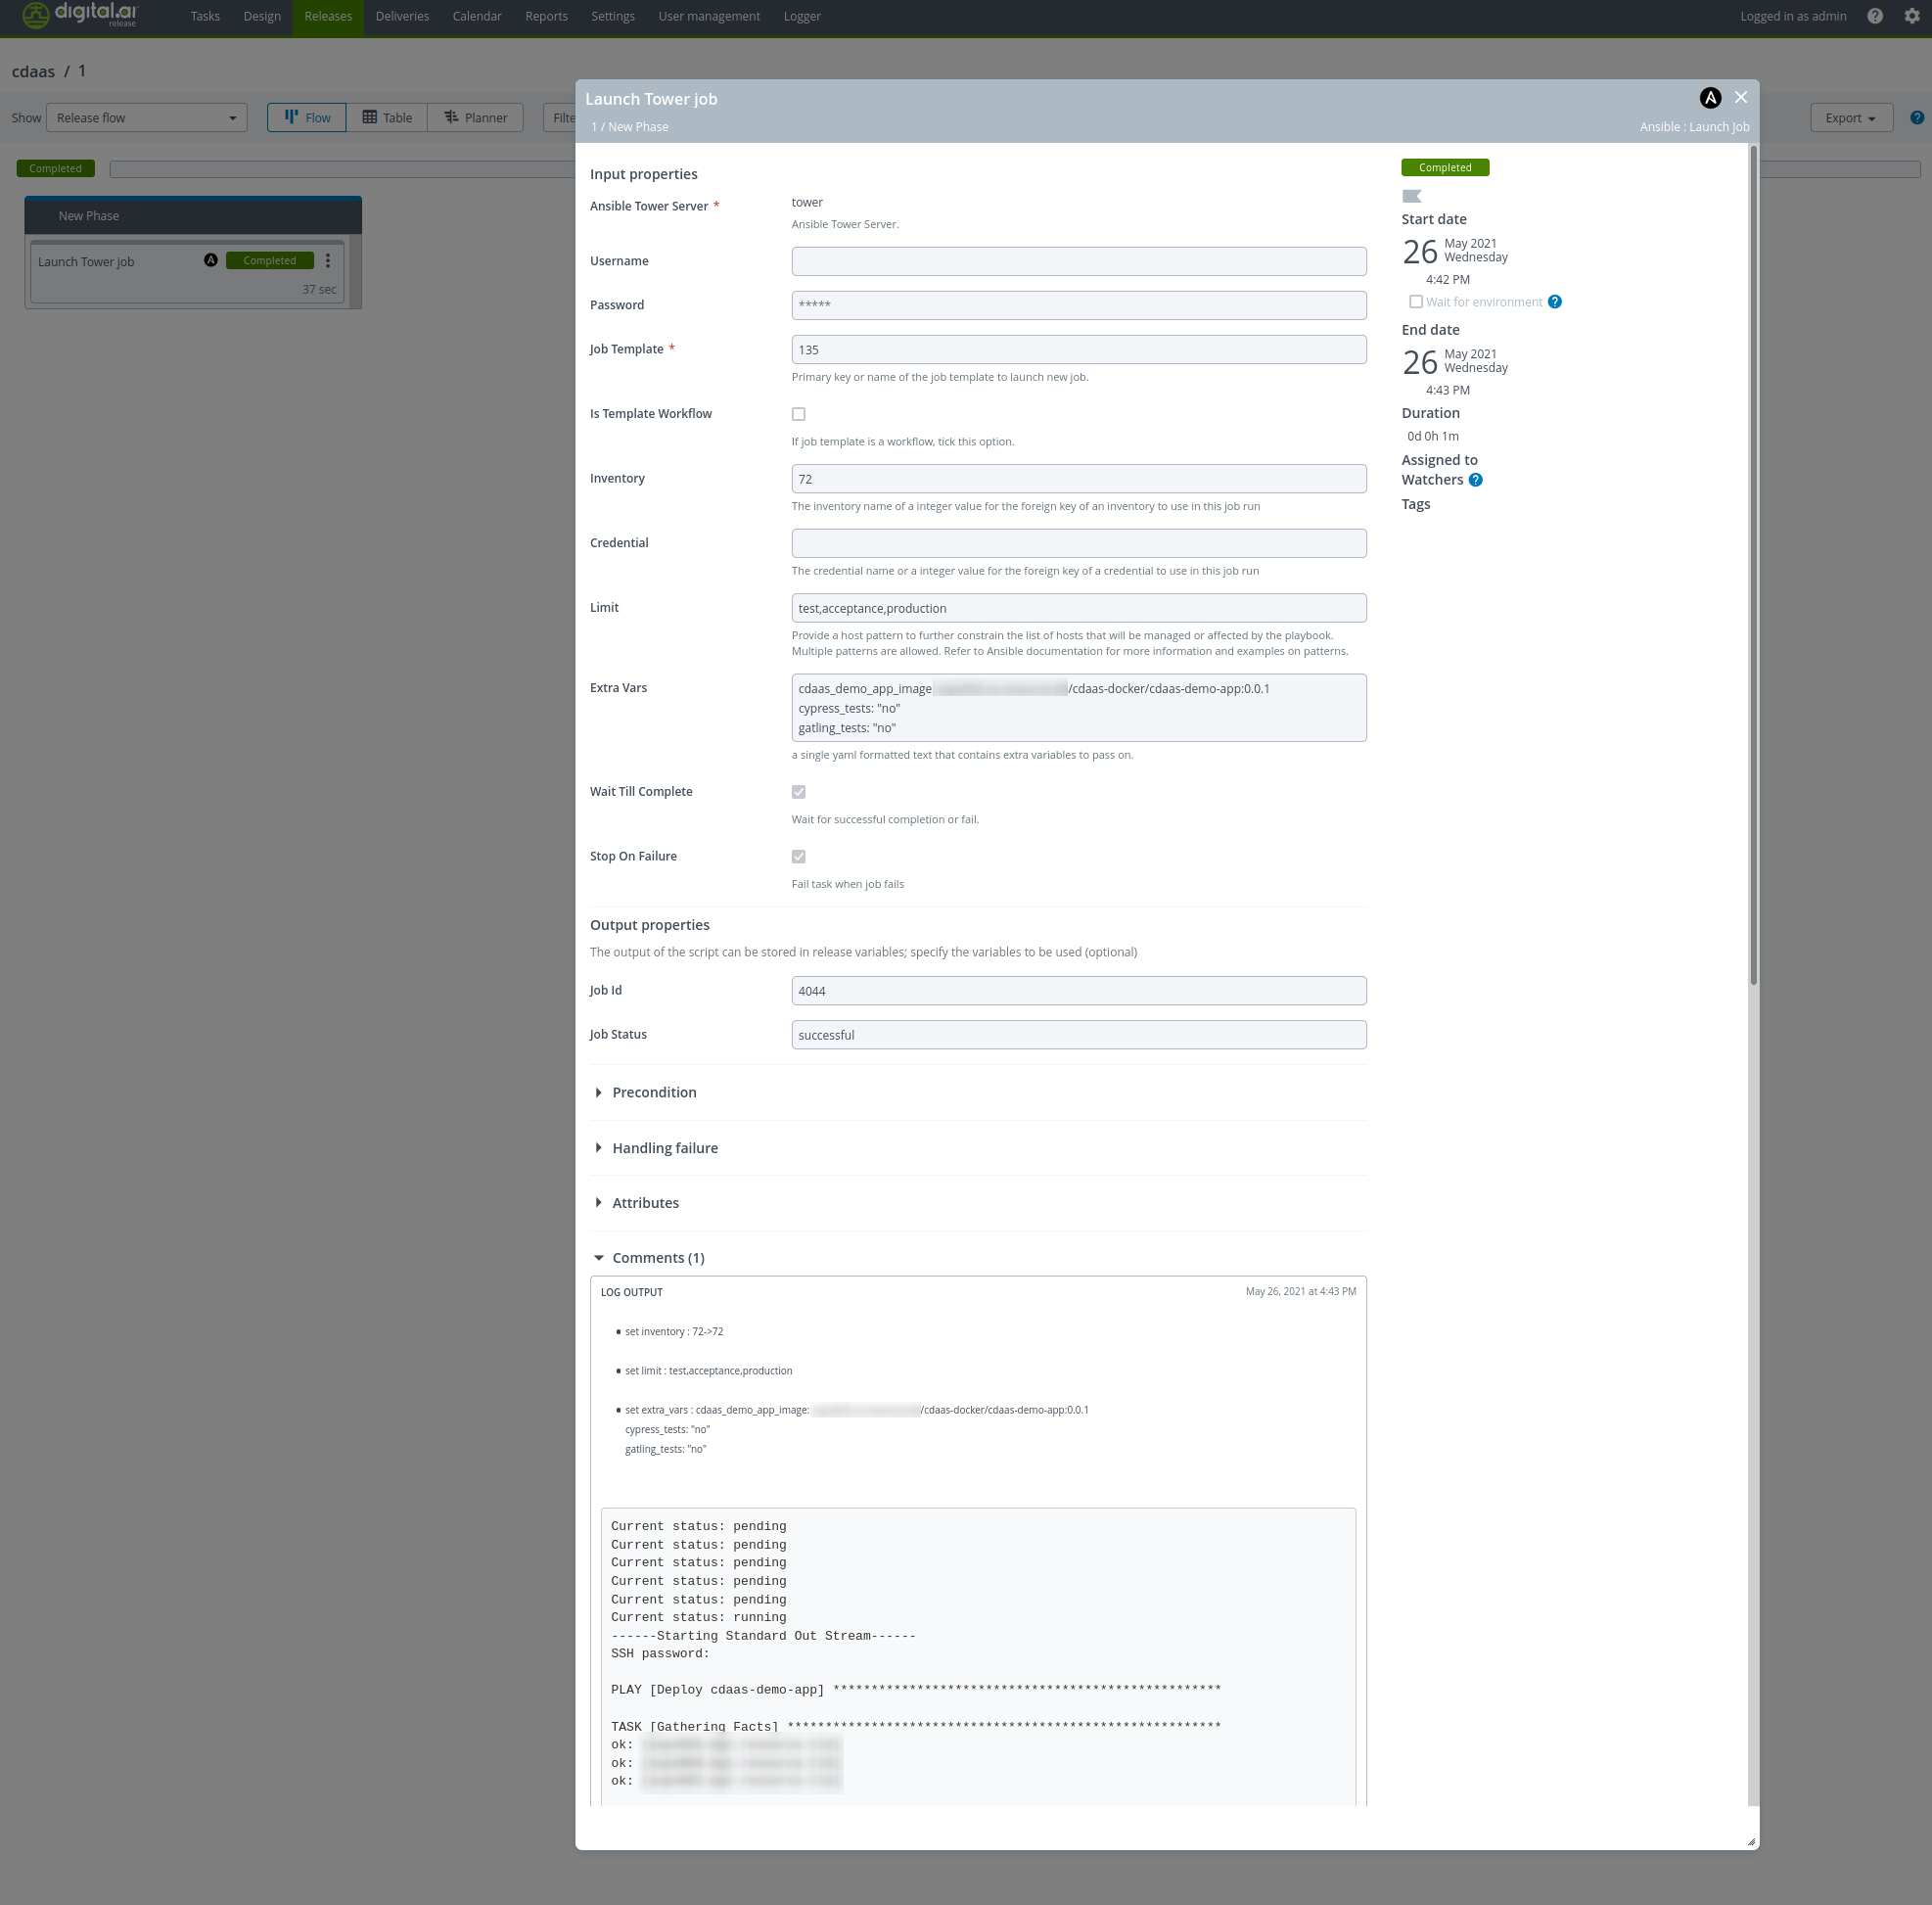 digital.ai
release
Tasks Design Releases Deliveries Calendar Reports Settings User management Logger
Logged in as admin
cdaas / 1
Show Release flow Flow Table Planner Filte Export
Completed
New Phase
Launch Tower job Completed
37 sec
Launch Tower job
1 / New Phase
Ansible : Launch Job
Input properties
Ansible Tower Server * tower
Ansible Tower Server.
Username
Password *****
Job Template * 135
Primary key or name of the job template to launch new job.
Is Template Workflow
If job template is a workflow, tick this option.
Inventory 72
The inventory name of a integer value for the foreign key of an inventory to use in this job run
Credential
The credential name or a integer value for the foreign key of a credential to use in this job run
Limit test,acceptance,production
Provide a host pattern to further constrain the list of hosts that will be managed or affected by the playbook.
Multiple patterns are allowed. Refer to Ansible documentation for more information and examples on patterns.
Extra Vars cdaas_demo_app_image /cdaas-docker/cdaas-demo-app:0.0.1
cypress_tests: "no"
gatling_tests: "no"
a single yaml formatted text that contains extra variables to pass on.
Wait Till Complete
Wait for successful completion or fail.
Stop On Failure
Fail task when job fails
Output properties
The output of the script can be stored in release variables; specify the variables to be used (optional)
Job Id 4044
Job Status successful
Precondition
Handling failure
Attributes
Comments (1)
LOG OUTPUT May 26, 2021 at 4:43 PM
• set inventory : 72->72
• set limit : test,acceptance,production
• set extra_vars : cdaas_demo_app_image: /cdaas-docker/cdaas-demo-app:0.0.1
cypress_tests: "no"
gatling_tests: "no"
Current status: pending
Current status: pending
Current status: pending
Current status: pending
Current status: pending
Current status: running
------Starting Standard Out Stream------
SSH password:
PLAY [Deploy cdaas-demo-app] ***************************************************
TASK [Gathering Facts] *********************************************************
ok:
ok:
ok:
Completed
Start date
26 May 2021
Wednesday
4:42 PM
Wait for environment
End date
26 May 2021
Wednesday
4:43 PM
Duration
0d 0h 1m
Assigned to
Watchers
Tags